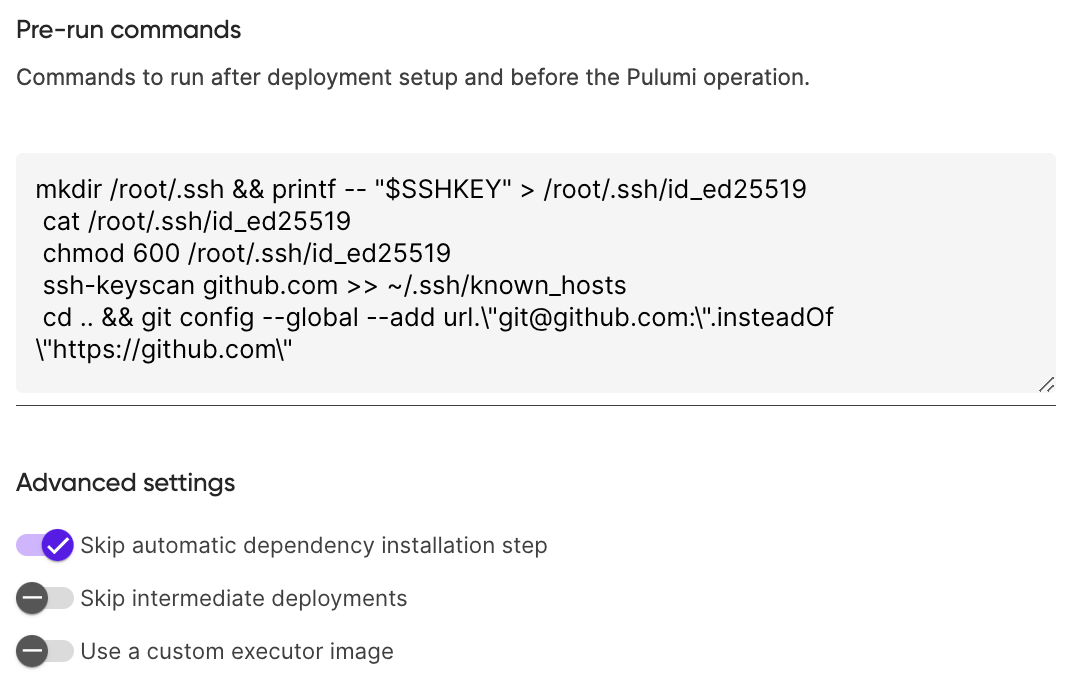 Pre-run commands
Commands to run after deployment setup and before the Pulumi operation.
mkdir /root/.ssh && printf -- "$SSHKEY" > /root/.ssh/id_ed25519
cat /root/.ssh/id_ed25519
chmod 600 /root/.ssh/id_ed25519
ssh-keyscan github.com >> ~/.ssh/known_hosts
cd .. && git config --global --add url.\"git@github.com:\".insteadOf
\"https://github.com\"
Advanced settings
Skip automatic dependency installation step
Skip intermediate deployments
Use a custom executor image